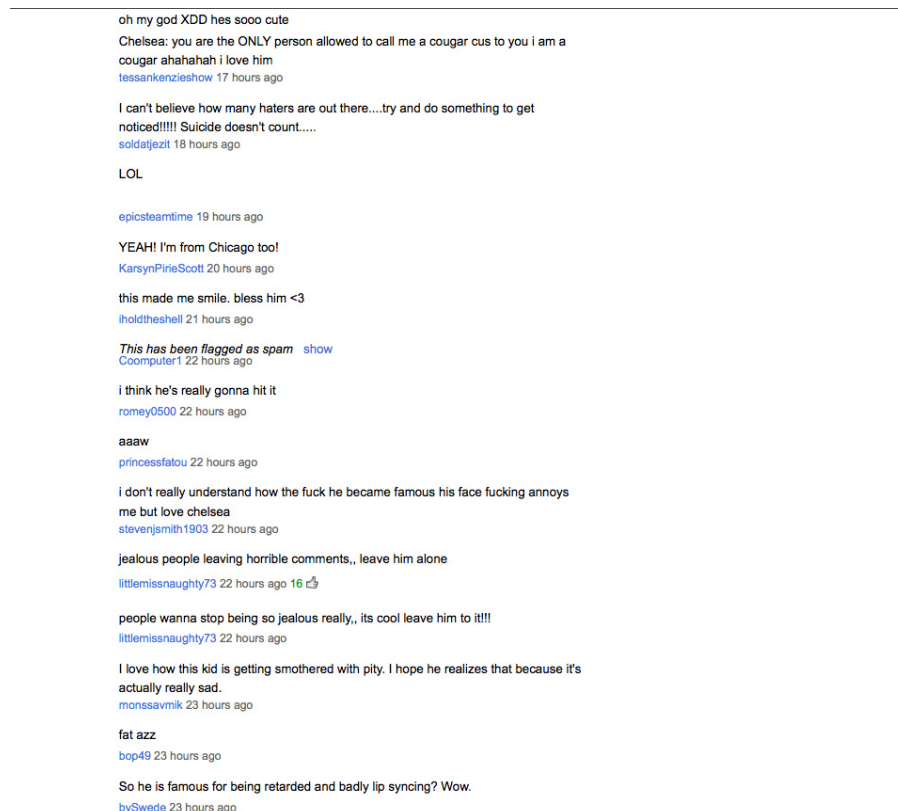 oh my god XDD hes sooo cute
Chelsea: you are the ONLY person allowed to call me a cougar cus to you i am a
cougar ahahahah i love him
tessankenzieshow 17 hours ago
I can't believe how many haters are out there....try and do something to get
noticed!!!!! Suicide doesn't count.....
soldatjezit 18 hours ago
LOL
epicsteamtime 19 hours ago
YEAH! I'm from Chicago too!
KarsynPirieScott 20 hours ago
this made me smile. bless him <3
iholdtheshell 21 hours ago
This has been flagged as spam show
Coomputer1 22 hours ago
i think he's really gonna hit it
romey0500 22 hours ago
aaaw
princessfatou 22 hours ago
i don't really understand how the fuck he became famous his face fucking annoys
me but love chelsea
stevenjsmith1903 22 hours ago
jealous people leaving horrible comments,, leave him alone
littlemissnaughty73 22 hours ago 16
people wanna stop being so jealous really,, its cool leave him to it!!!
littlemissnaughty73 22 hours ago
I love how this kid is getting smothered with pity. I hope he realizes that because it's
actually really sad.
monssavmik 23 hours ago
fat azz
bop49 23 hours ago
So he is famous for being retarded and badly lip syncing? Wow.
bySwede 23 hours ago